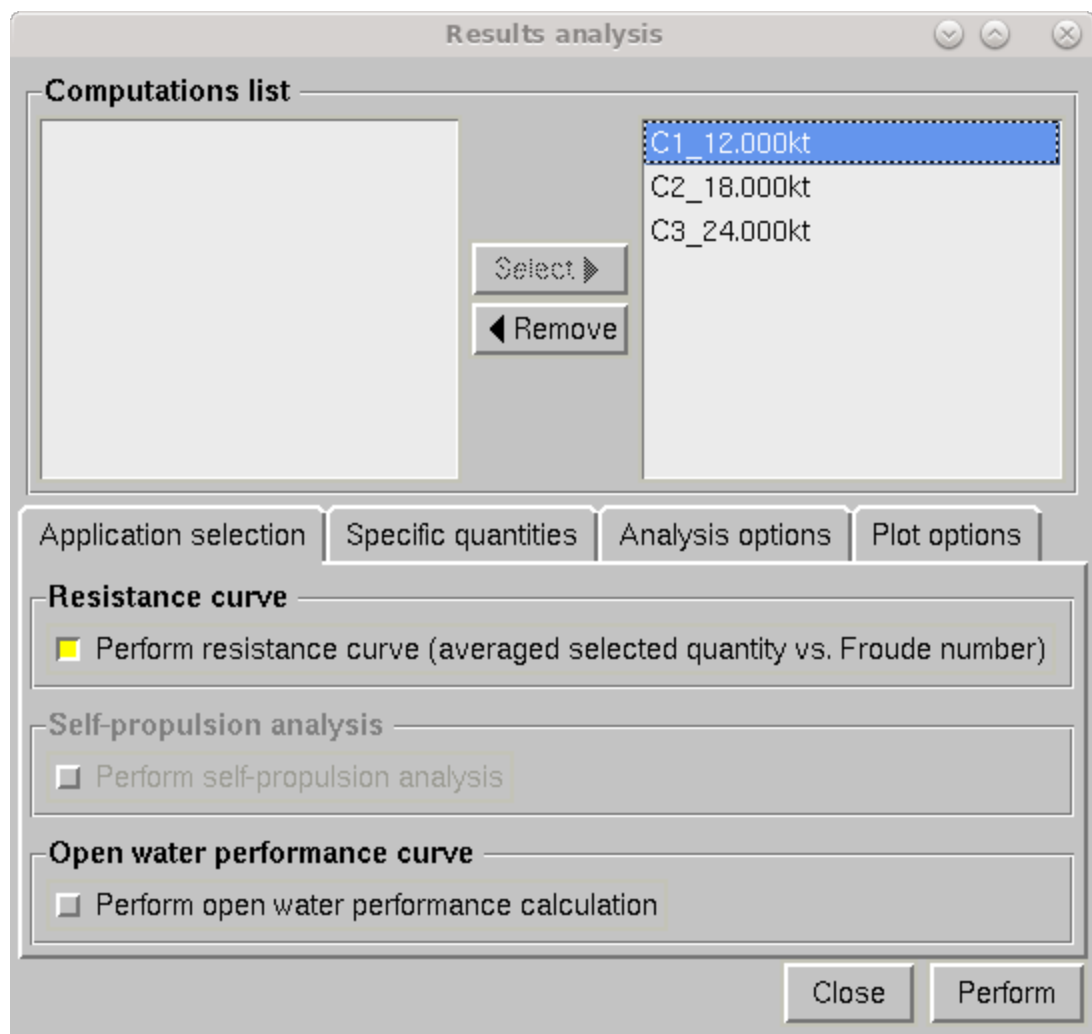 Results analysis
Computations list
C1_12.000kt
C2_18.000kt
C3_24.000kt
Select
Remove
Application selection
Specific quantities
Analysis options
Plot options
Resistance curve
Perform resistance curve (averaged selected quantity vs. Froude number)
Self-propulsion analysis
Perform self-propulsion analysis
Open water performance curve
Perform open water performance calculation
Close
Perform